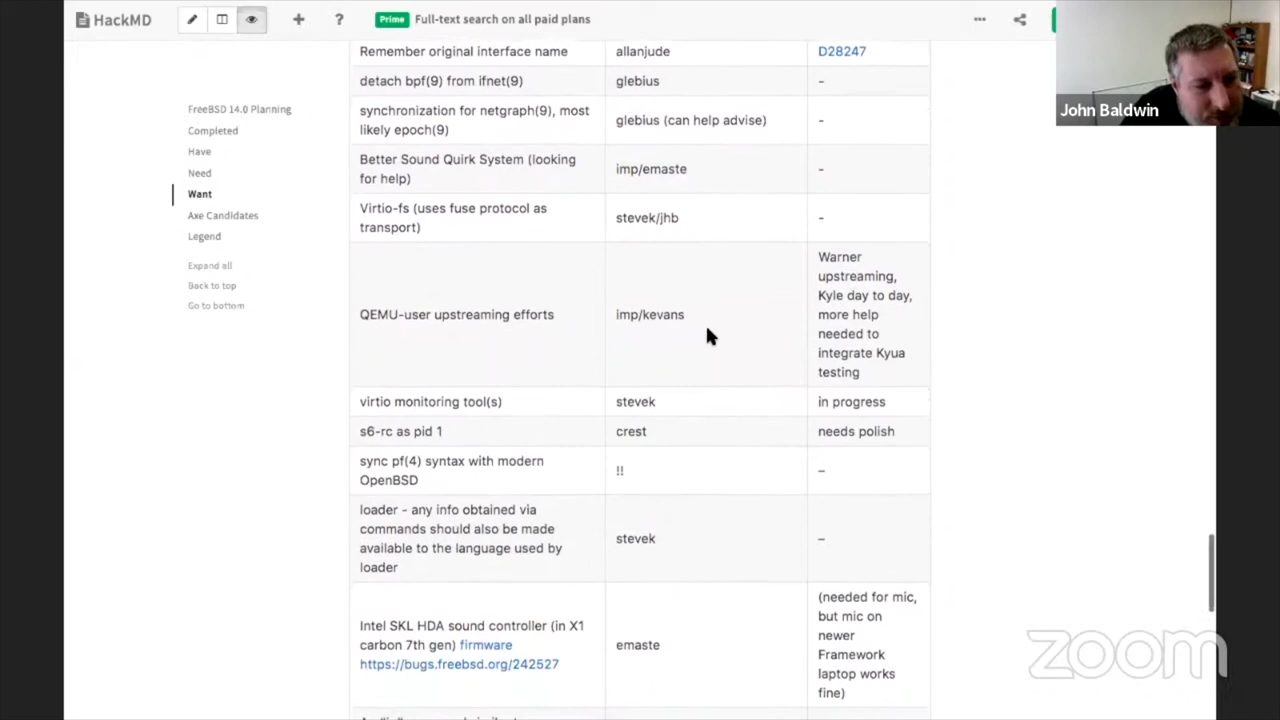 HackMD
Prime Full-text search on all paid plans
John Baldwin
FreeBSD 14.0 Planning
Completed
Have
Need
Want
Axe Candidates
Legend
Expand all
Back to top
Go to bottom
Remember original interface name
allanjude
D28247
detach bpf(9) from ifnet(9)
glebius
-
synchronization for netgraph(9), most
likely epoch(9)
glebius (can help advise)
-
Better Sound Quirk System (looking
for help)
imp/emaste
-
Virtio-fs (uses fuse protocol as
transport)
stevek/jhb
-
QEMU-user upstreaming efforts
imp/kevans
Warner
upstreaming,
Kyle day to day,
more help
needed to
integrate Kyua
testing
virtio monitoring tool(s)
stevek
in progress
s6-rc as pid 1
crest
needs polish
sync pf(4) syntax with modern
OpenBSD
!!
–
loader - any info obtained via
commands should also be made
available to the language used by
loader
stevek
–
Intel SKL HDA sound controller (in X1
carbon 7th gen) firmware
https://bugs.freebsd.org/242527
emaste
(needed for mic,
but mic on
newer
Framework
laptop works
fine)
zoom